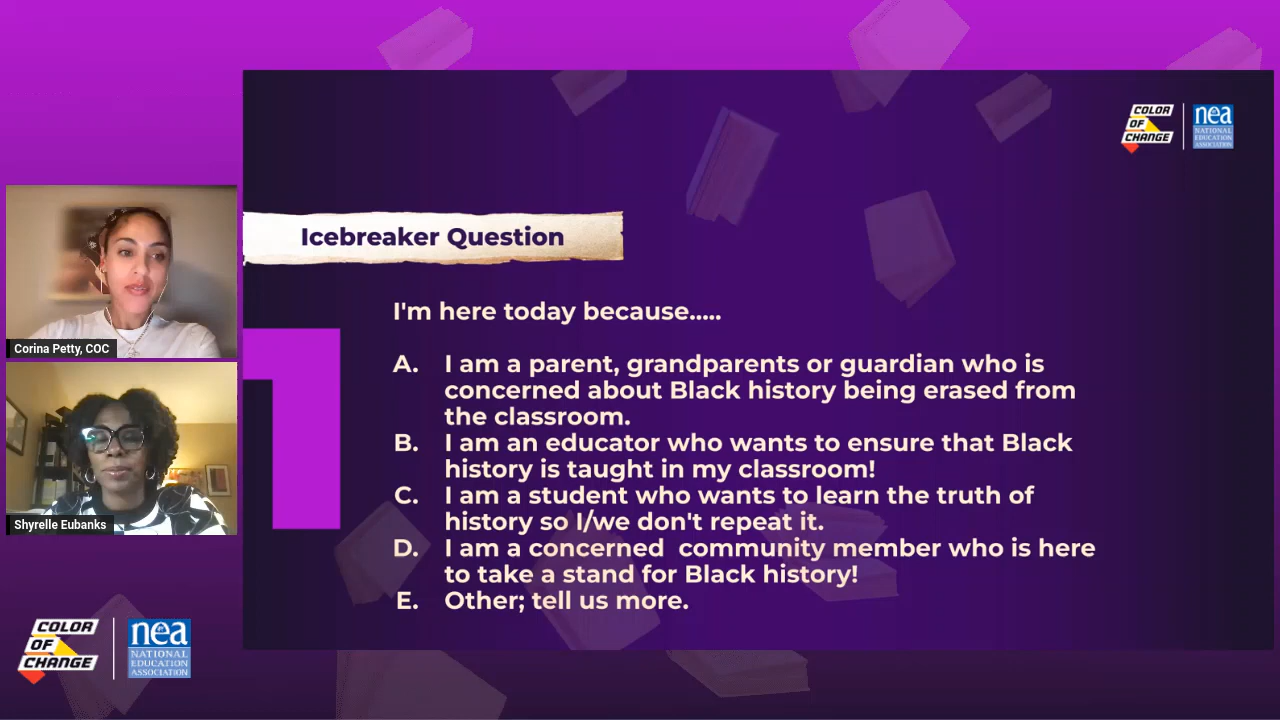 COLOR
OF
CHANGE
nea
NATIONAL
EDUCATION
ASSOCIATION
Icebreaker Question
I'm here today because.....
A. I am a parent, grandparents or guardian who is
concerned about Black history being erased from
the classroom.
B. I am an educator who wants to ensure that Black
history is taught in my classroom!
C. I am a student who wants to learn the truth of
history so I/we don't repeat it.
D. I am a concerned  community member who is here
to take a stand for Black history!
E. Other; tell us more.
1
Corina Petty, COC
Shyrelle Eubanks
COLOR
OF
CHANGE
nea
NATIONAL
EDUCATION
ASSOCIATION